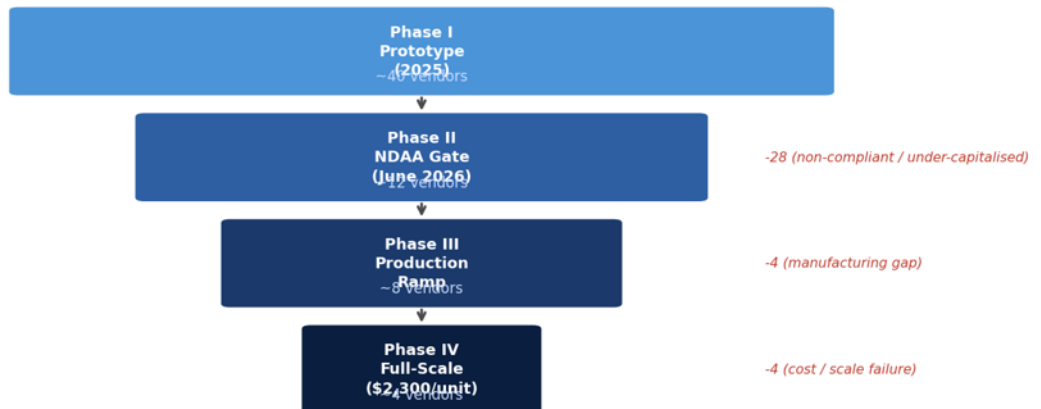 Phase I
Prototype
(2025)
~40 vendors
Phase II
NDAA Gate
(June 2026)
~12 vendors
-28 (non-compliant / under-capitalised)
Phase III
Production
Ramp
~8 vendors
-4 (manufacturing gap)
Phase IV
Full-Scale
($2,300/unit)
~4 vendors
-4 (cost / scale failure)